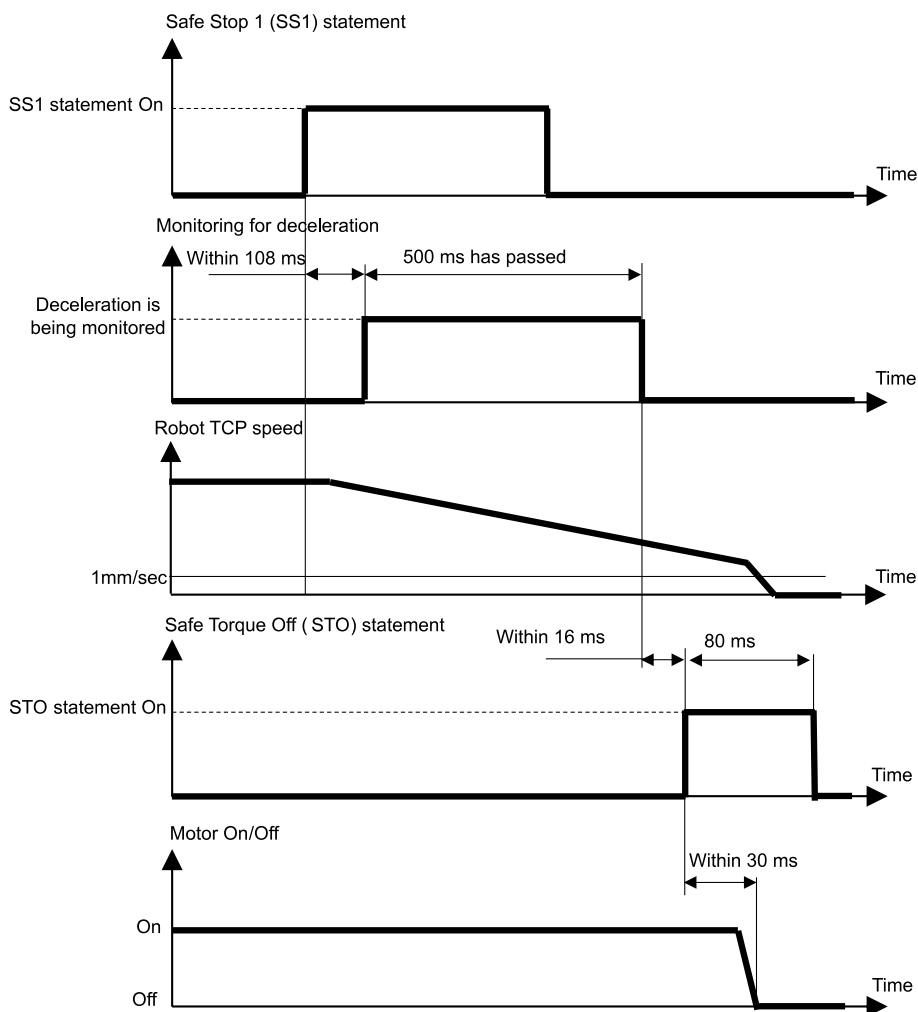 Safe Stop 1 (SS1) statement
SS1 statement On
Time
Monitoring for deceleration
Within 108 ms
500 ms has passed
Deceleration is
being monitored
Time
Robot TCP speed
1mm/sec
Time
Safe Torque Off ( STO) statement
Within 16 ms
80 ms
STO statement On
Time
Motor On/Off
Within 30 ms
On
Time
Off